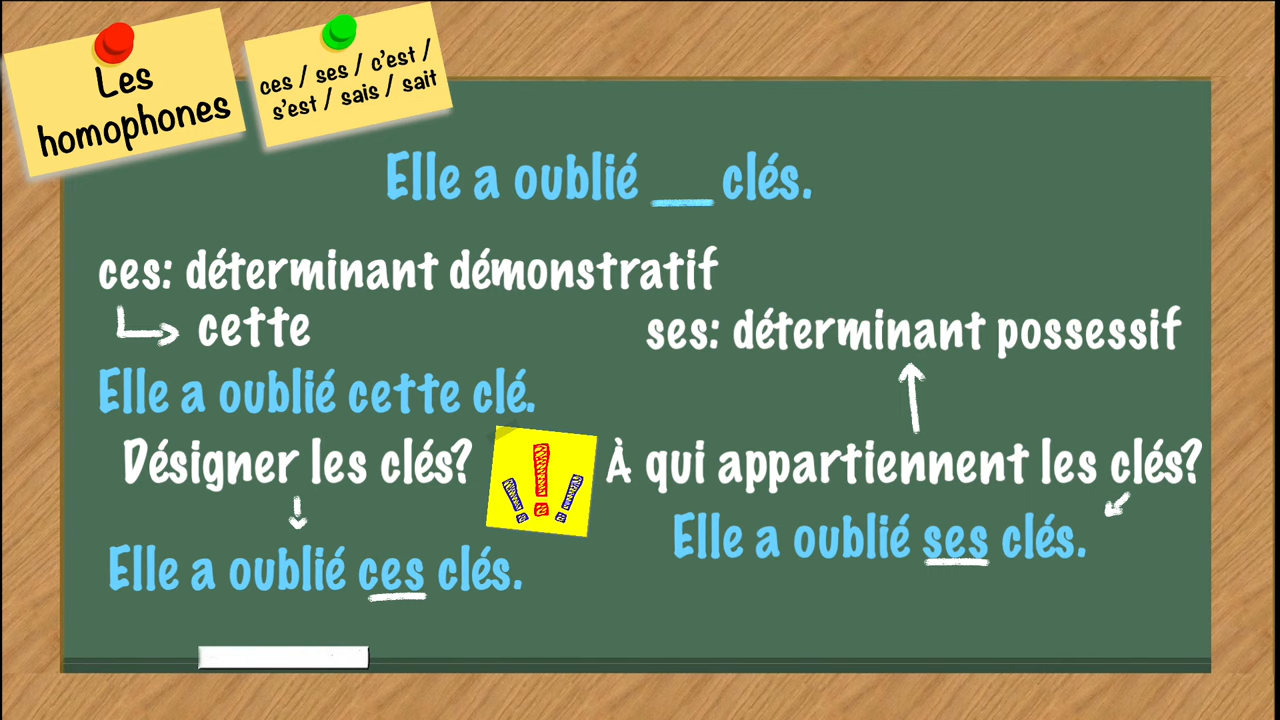 Les
homophones
ces / ses / c'est /
s'est / sais / sait
Elle a oublié ___ clés.
ces: déterminant démonstratif
cette
ses: déterminant possessif
Elle a oublié cette clé.
Désigner les clés?
!!!
À qui appartiennent les clés?
Elle a oublié ses clés.
Elle a oublié ces clés.